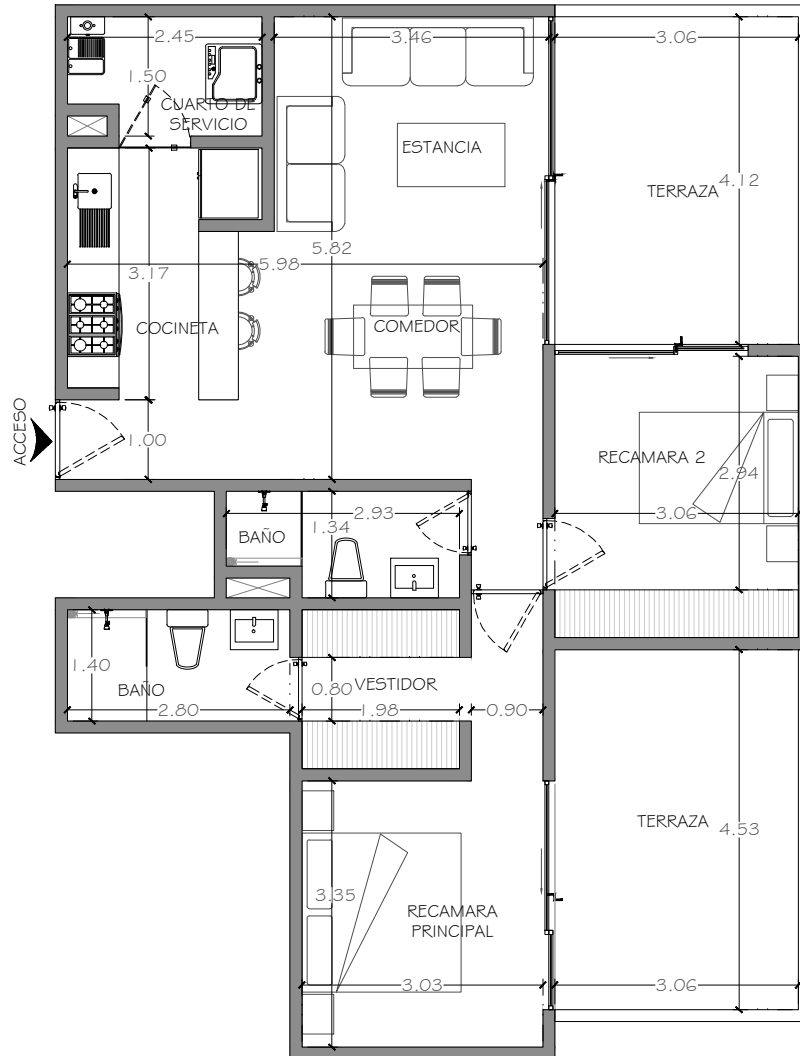 2.45
3.46
3.06
1.50
CUARTO DE
SERVICIO
ESTANCIA
TERRAZA
4.12
5.82
5.98
3.17
COCINETA
COMEDOR
ACCESO
1.00
RECAMARA 2
2.94
3.06
2.93
1.34
BAÑO
1.40
BAÑO
2.80
0.80
VESTIDOR
1.98
0.90
TERRAZA
4.53
3.35
RECAMARA
PRINCIPAL
3.03
3.06